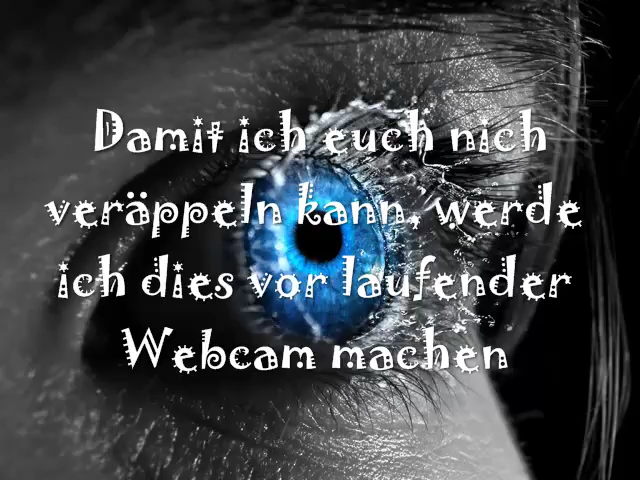 Damit ich euch nich
veräppeln kann, werde
ich dies vor laufender
Webcam machen